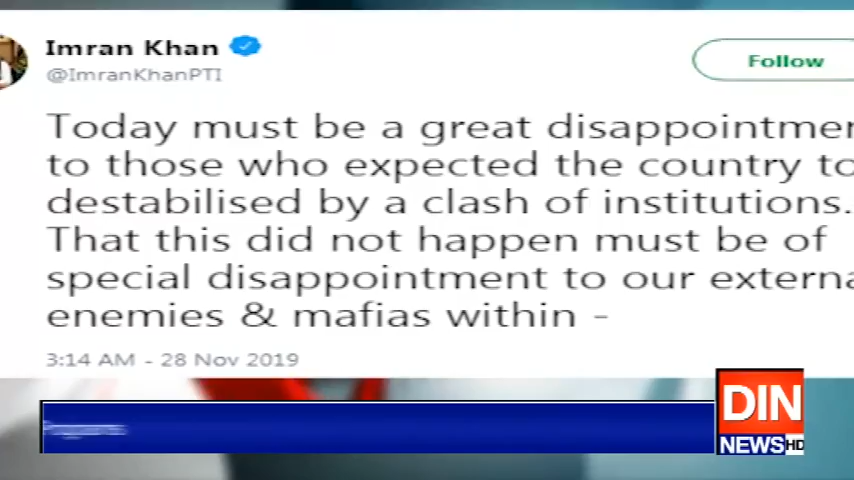 Imran Khan
@ImranKhanPTI
Follow
Today must be a great disappointmen
to those who expected the country to
destabilised by a clash of institutions.
That this did not happen must be of
special disappointment to our externa
enemies & mafias within -
3:14 AM - 28 Nov 2019
DIN
NEWS HD